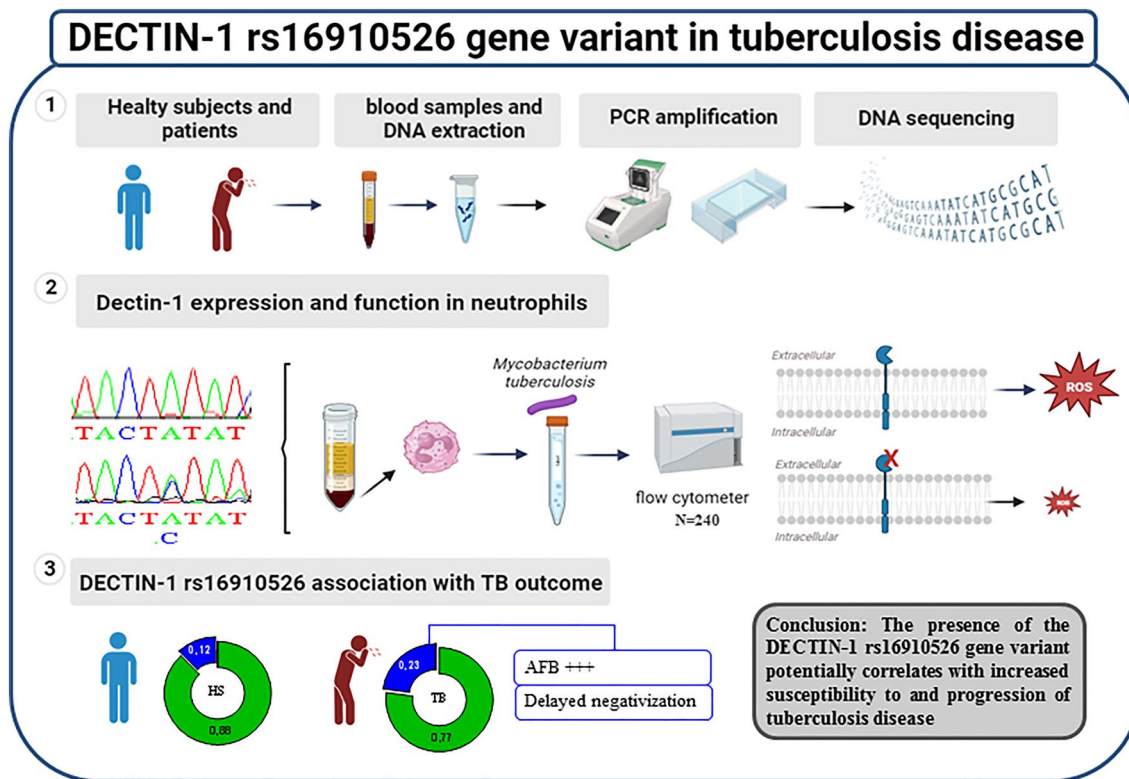 DECTIN-1 rs16910526 gene variant in tuberculosis disease
1
Healty subjects and
patients
blood samples and
DNA extraction
PCR amplification
DNA sequencing
2
Dectin-1 expression and function in neutrophils
Mycobacterium
tuberculosis
flow cytometer
N=240
TACTATAT
TACTATAT
C
Extracellular
Intracellular
ROS
Extracellular
X
Intracellular
3
DECTIN-1 rs16910526 association with TB outcome
0,12
HS
0,88
0,23
TB
0,77
AFB +++
Delayed negativization
Conclusion: The presence of the
DECTIN-1 rs16910526 gene variant
potentially correlates with increased
susceptibility to and progression of
tuberculosis disease